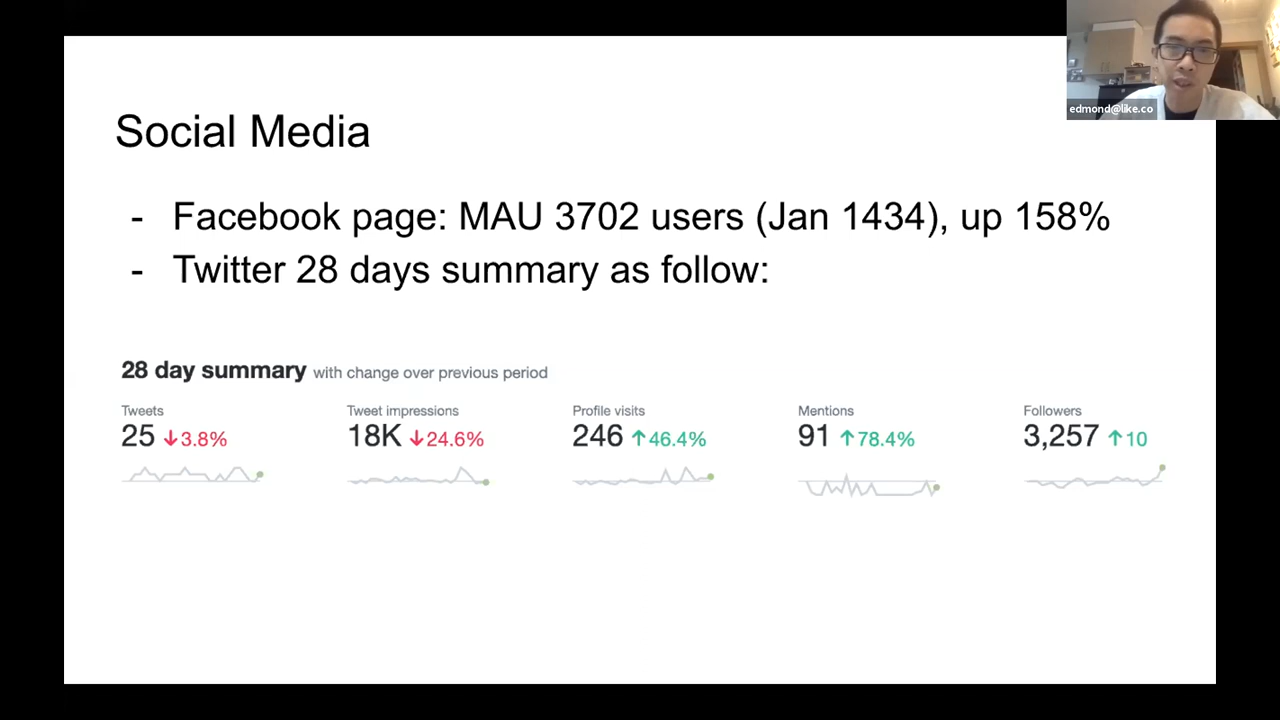 edmond@like.co
Social Media
- Facebook page: MAU 3702 users (Jan 1434), up 158%
- Twitter 28 days summary as follow:
28 day summary with change over previous period
Tweets Tweet impressions Profile visits Mentions Followers
25 ↓3.8% 18K ↓24.6% 246 ↑46.4% 91 ↑78.4% 3,257 ↑10